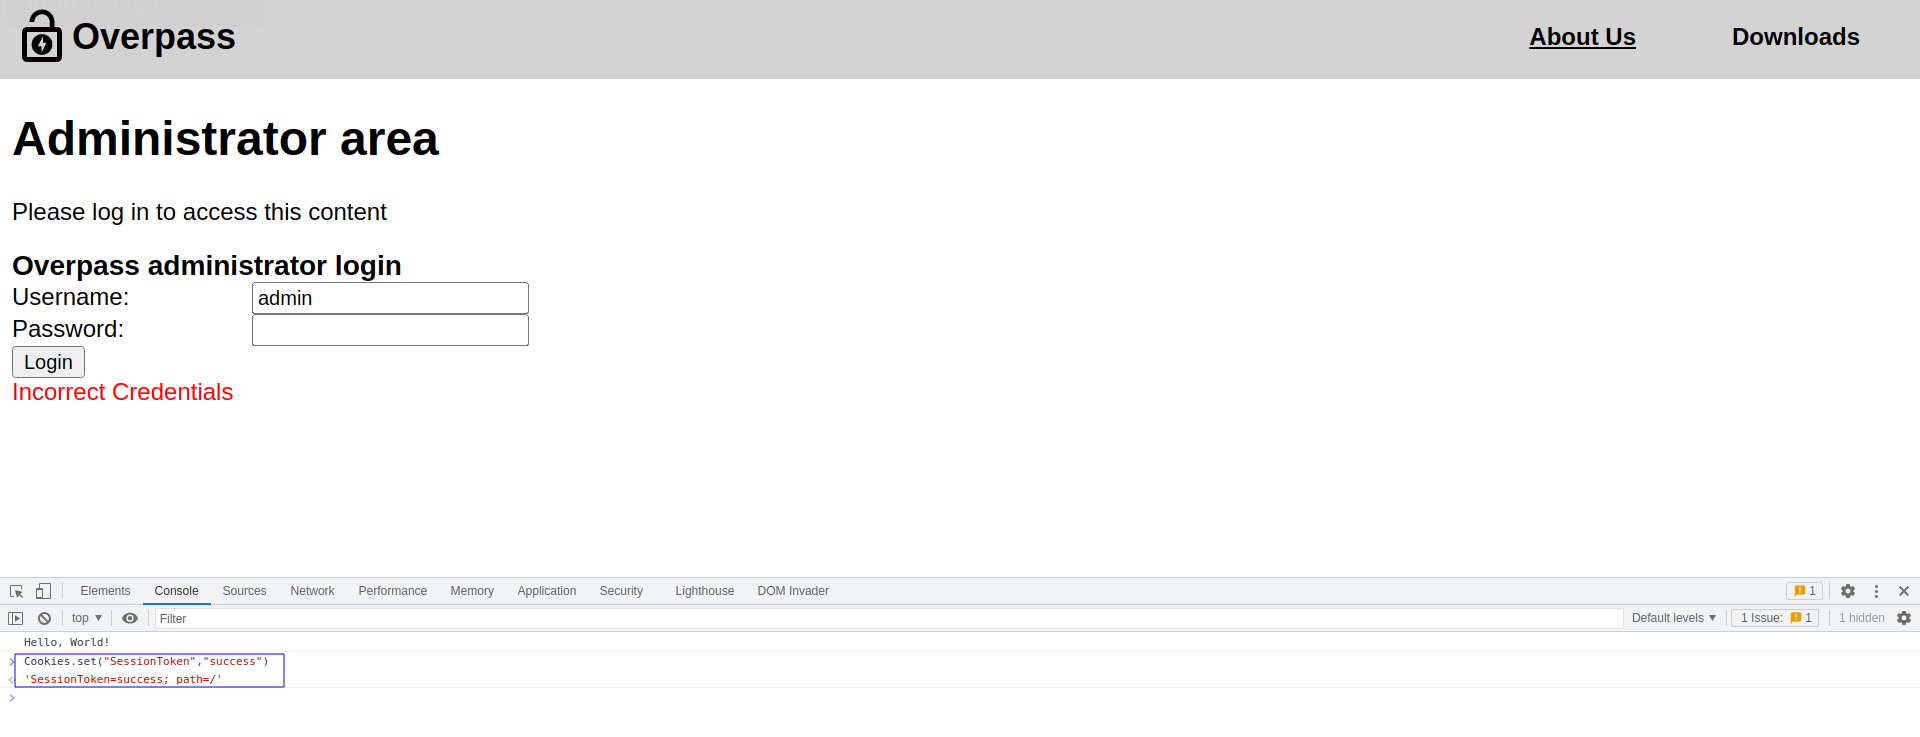 Overpass About Us Downloads
Administrator area
Please log in to access this content
Overpass administrator login
Username: admin
Password:
Login
Incorrect Credentials
Elements Console Sources Network Performance Memory Application Security Lighthouse DOM Invader 1
top Filter Default levels 1 Issue: 1 1 hidden
Hello, World!
Cookies.set("SessionToken","success")
'SessionToken=success; path=/'